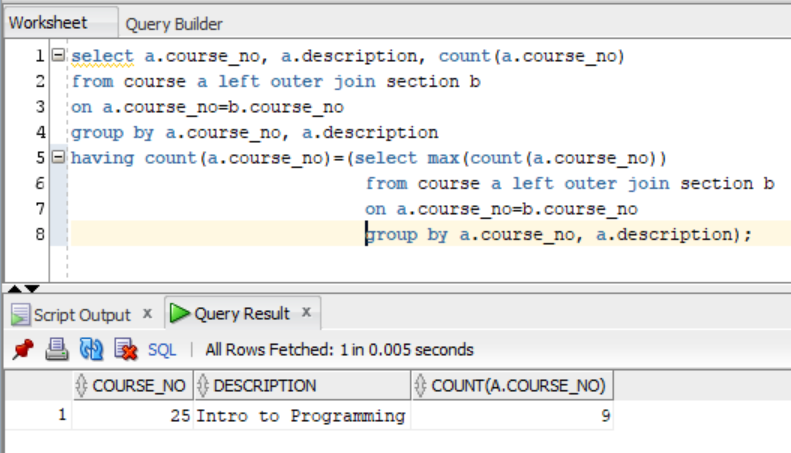 Worksheet Query Builder
1 select a.course_no, a.description, count(a.course_no)
2 from course a left outer join section b
3 on a.course_no=b.course_no
4 group by a.course_no, a.description
5 having count(a.course_no)=(select max(count(a.course_no))
6 from course a left outer join section b
7 on a.course_no=b.course_no
8 group by a.course_no, a.description);
Script Output x Query Result x
SQL | All Rows Fetched: 1 in 0.005 seconds
COURSE_NO DESCRIPTION COUNT(A.COURSE_NO)
1 25 Intro to Programming 9